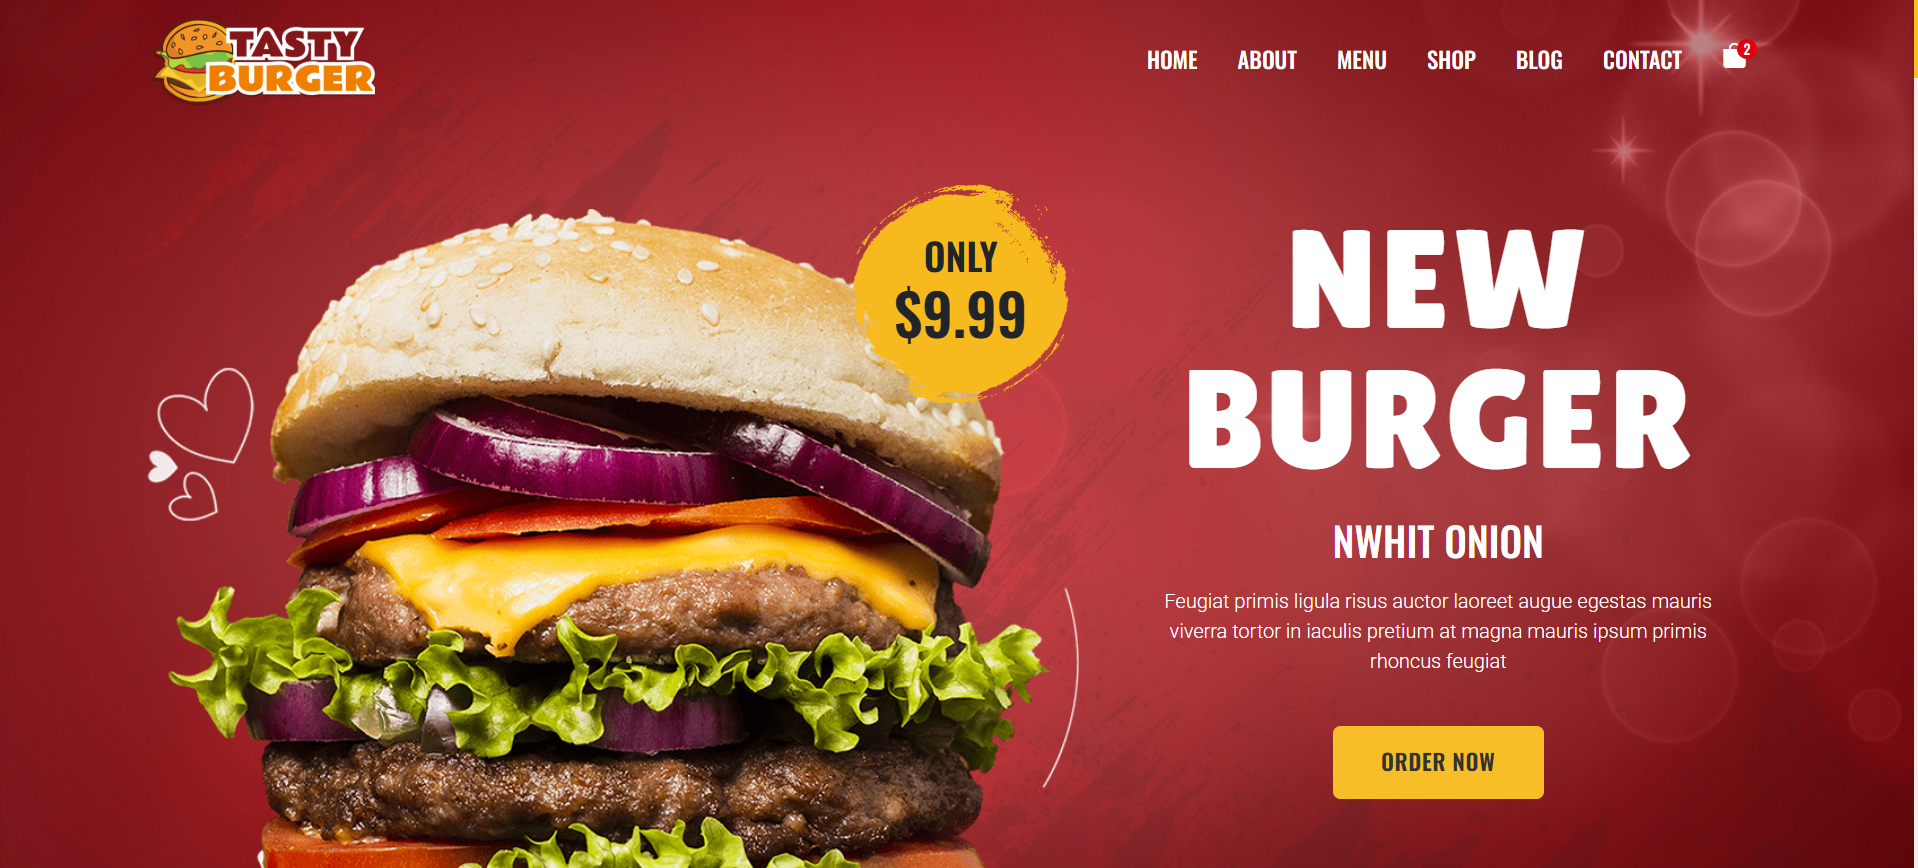 TASTY
BURGER
HOME ABOUT MENU SHOP BLOG CONTACT 2
ONLY
$9.99
NEW
BURGER
NWHIT ONION
Feugiat primis ligula risus auctor laoreet augue egestas mauris
viverra tortor in iaculis pretium at magna mauris ipsum primis
rhoncus feugiat
ORDER NOW